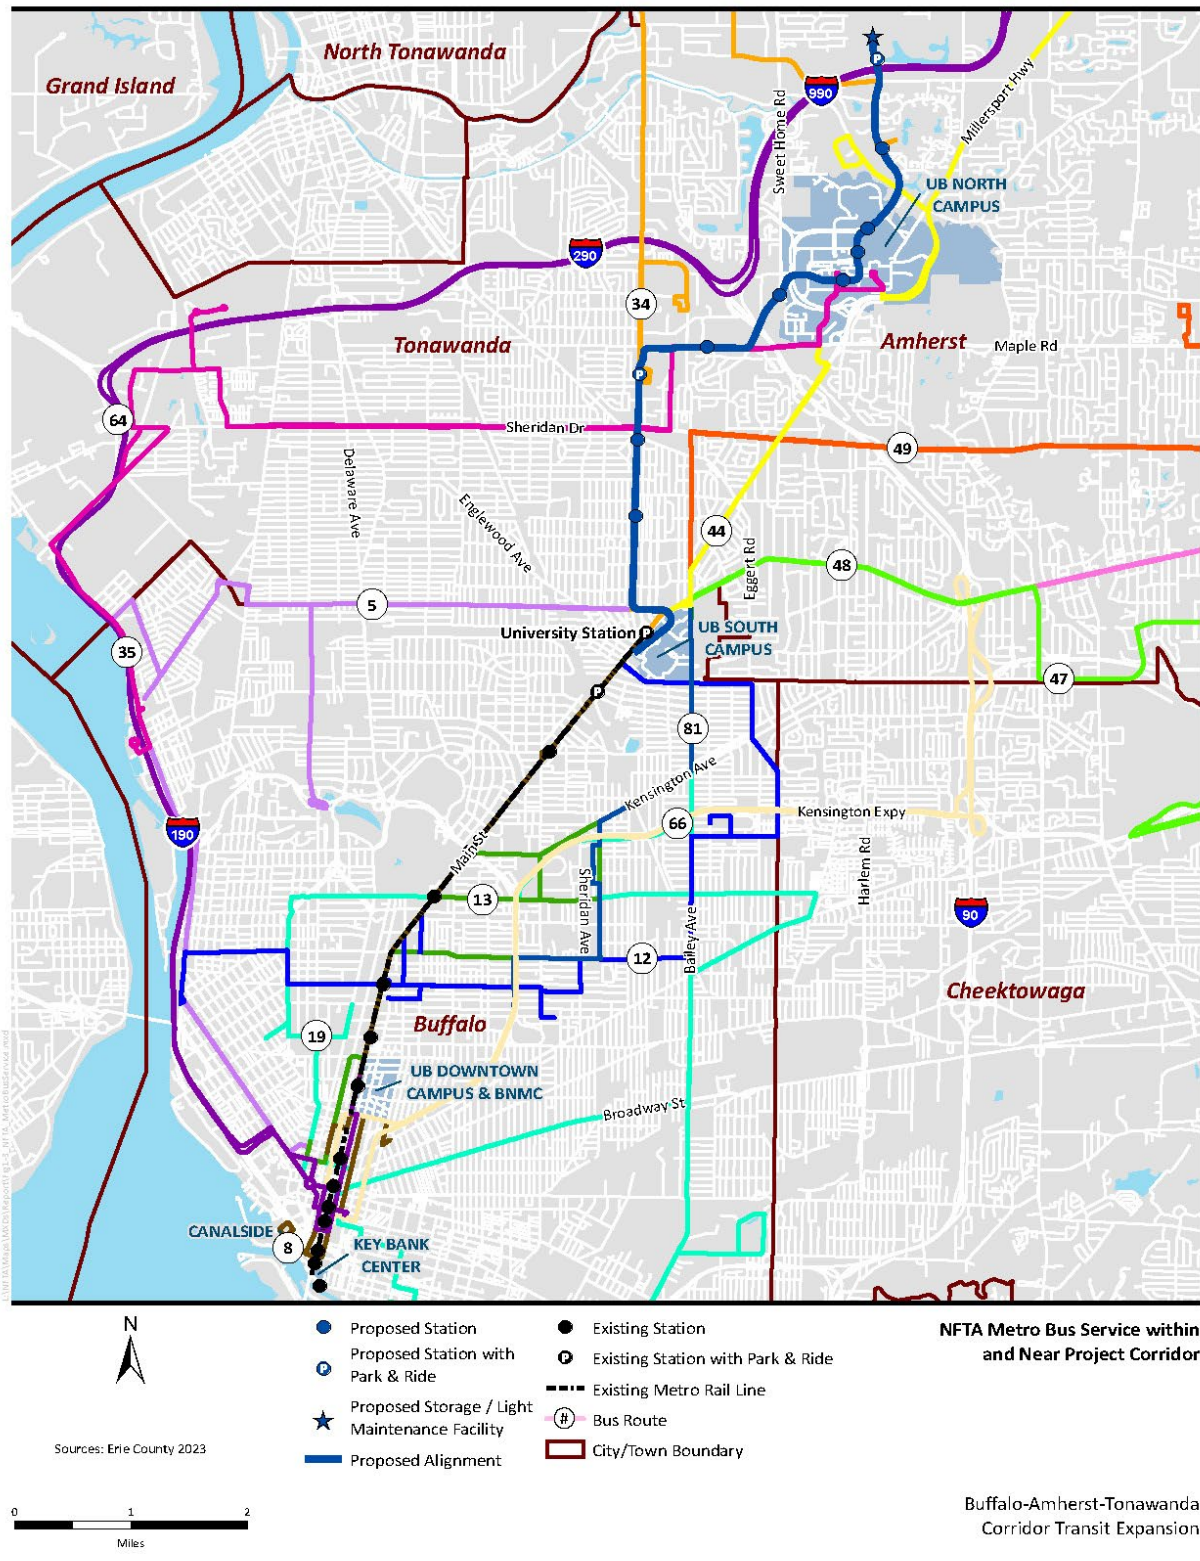 North Tonawanda
Grand Island
990
Sweet Home Rd
Millersport Hwy
UB NORTH
CAMPUS
290
34
Tonawanda
Amherst
Maple Rd
64
Sheridan Dr
49
Delaware Ave
Englewood Ave
44
Eggert Rd
48
5
University Station
UB SOUTH
CAMPUS
35
47
81
Kensington Ave
190
66
Kensington Expy
Main St
Harlem Rd
13
Sheridan Ave
90
12
Bailey Ave
Cheektowaga
Buffalo
19
UB DOWNTOWN
CAMPUS & BNMC
Broadway St
CANALSIDE
8
KEY BANK
CENTER
N
Proposed Station
Proposed Station with
Park & Ride
Proposed Storage / Light
Maintenance Facility
Proposed Alignment
P
Existing Station
P
Existing Station with Park & Ride
Existing Metro Rail Line
#
Bus Route
City/Town Boundary
NFTA Metro Bus Service within
and Near Project Corridor
Sources: Erie County 2023
0 1 2
Miles
Buffalo-Amherst-Tonawanda
Corridor Transit Expansion